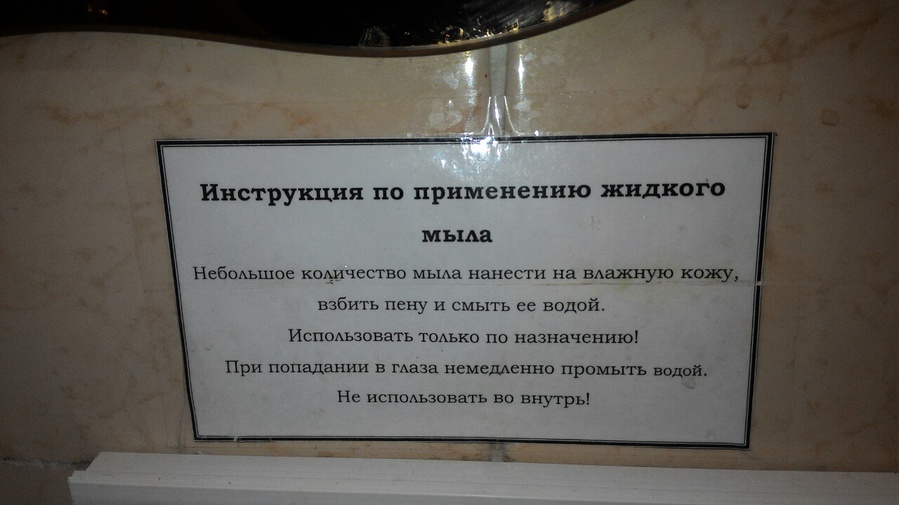 Инструкция по применению жидкого
мыла
Небольшое количество мыла нанести на влажную кожу,
взбить пену и смыть ее водой.
Использовать только по назначению!
При попадании в глаза немедленно промыть водой.
Не использовать во внутрь!